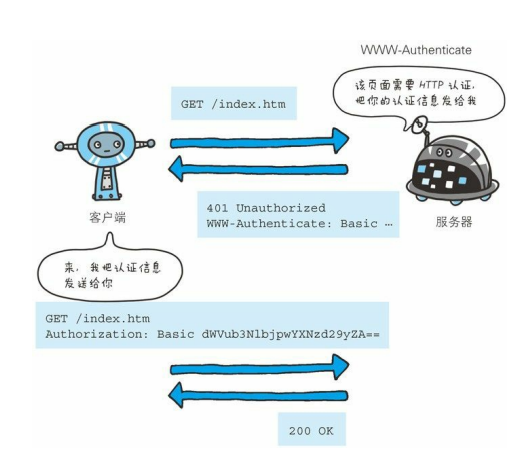 WWW-Authenticate
该页面需要 HTTP 认证，
把你的认证信息发给我
GET /index.htm
401 Unauthorized
WWW-Authenticate: Basic …
客户端
服务器
来，我把认证信息
发送给你
GET /index.htm
Authorization: Basic dWVub3NlbjpwYXNzd29yZA==
200 OK